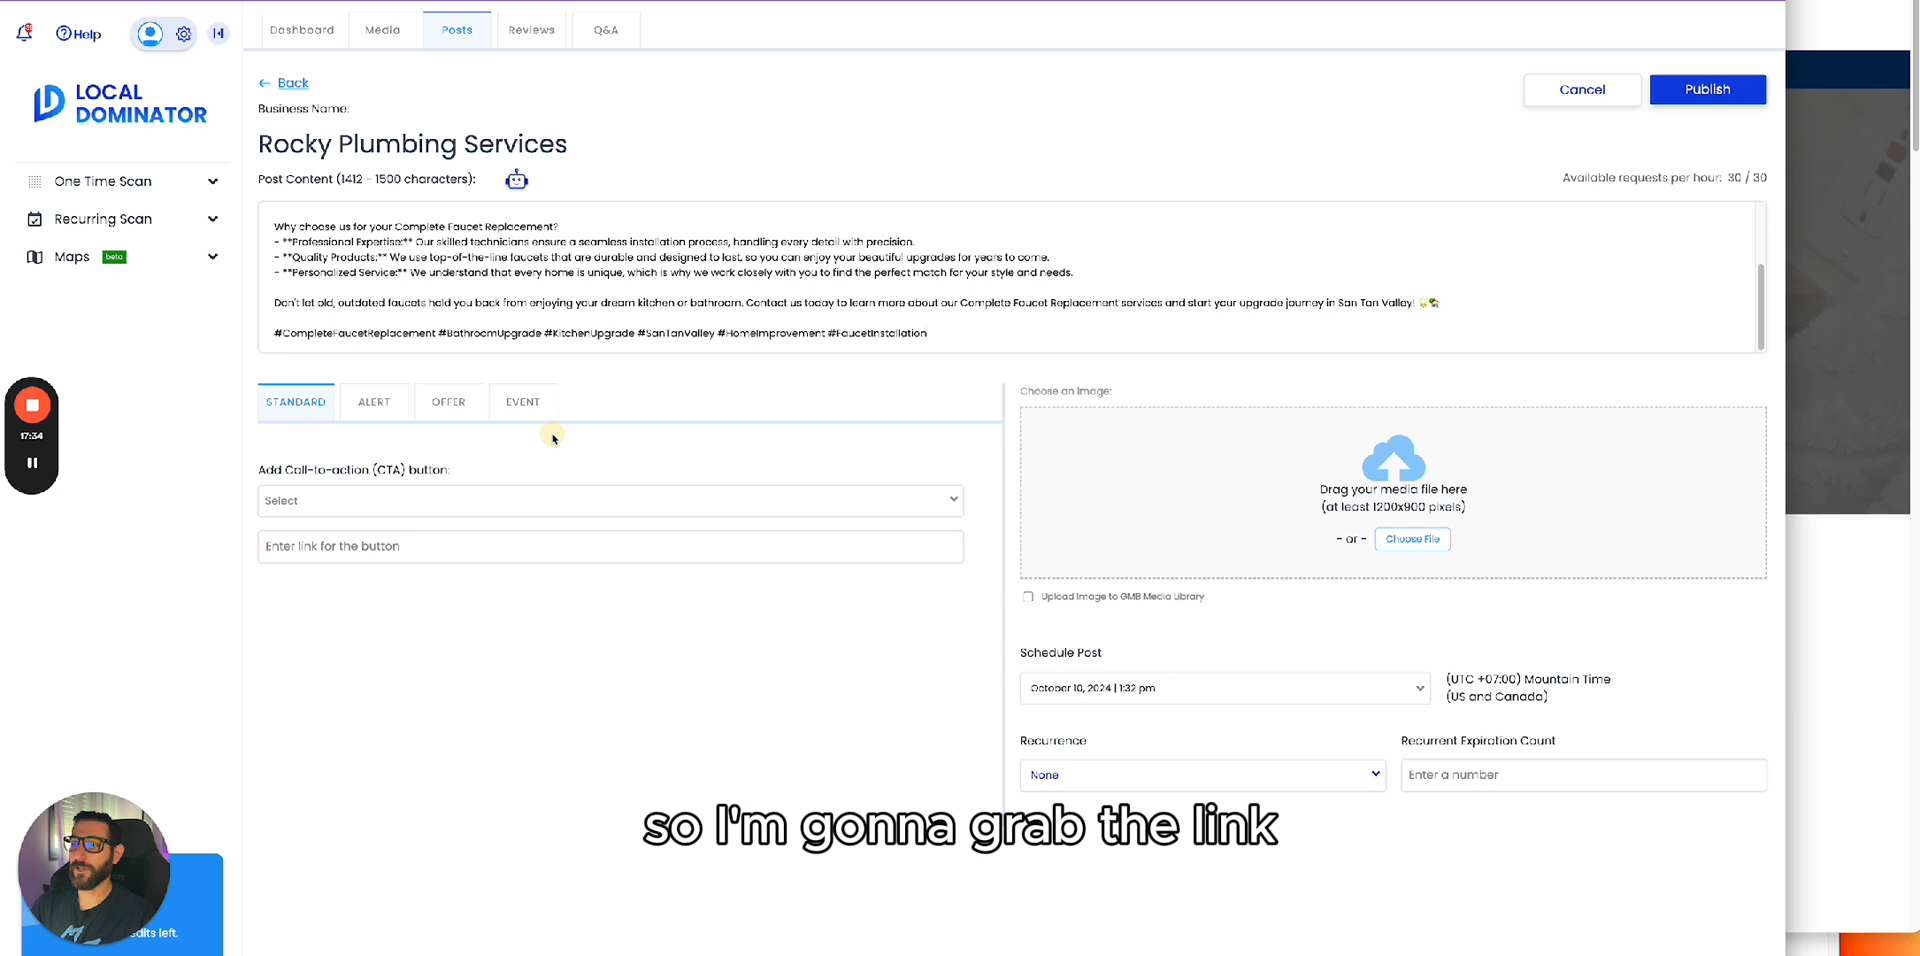 Help
Dashboard
Media
Posts
Reviews
Q&A
LOCAL
DOMINATOR
One Time Scan
Recurring Scan
Maps
beta
17:34
← Back
Cancel
Publish
Business Name:
Rocky Plumbing Services
Post Content (1412 - 1500 characters):
Available requests per hour: 30 / 30
Why choose us for your Complete Faucet Replacement?
- **Professional Expertise:** Our skilled technicians ensure a seamless installation process, handling every detail with precision.
- **Quality Products:** We use top-of-the-line faucets that are durable and designed to last, so you can enjoy your beautiful upgrades for years to come.
- **Personalized Service:** We understand that every home is unique, which is why we work closely with you to find the perfect match for your style and needs.
Don't let old, outdated faucets hold you back from enjoying your dream kitchen or bathroom. Contact us today to learn more about our Complete Faucet Replacement services and start your upgrade journey in San Tan Valley!
#CompleteFaucetReplacement #BathroomUpgrade #KitchenUpgrade #SanTanValley #HomeImprovement #FaucetInstallation
STANDARD
ALERT
OFFER
EVENT
Add Call-to-action (CTA) button:
Select
Enter link for the button
Choose an image:
Drag your media file here
(at least 1200x900 pixels)
- or -
Choose File
Upload Image to GMB Media Library
Schedule Post
October 10, 2024 | 1:32 pm
(UTC +07:00) Mountain Time
(US and Canada)
Recurrence
Recurrent Expiration Count
None
Enter a number
so I'm gonna grab the link
edits left.